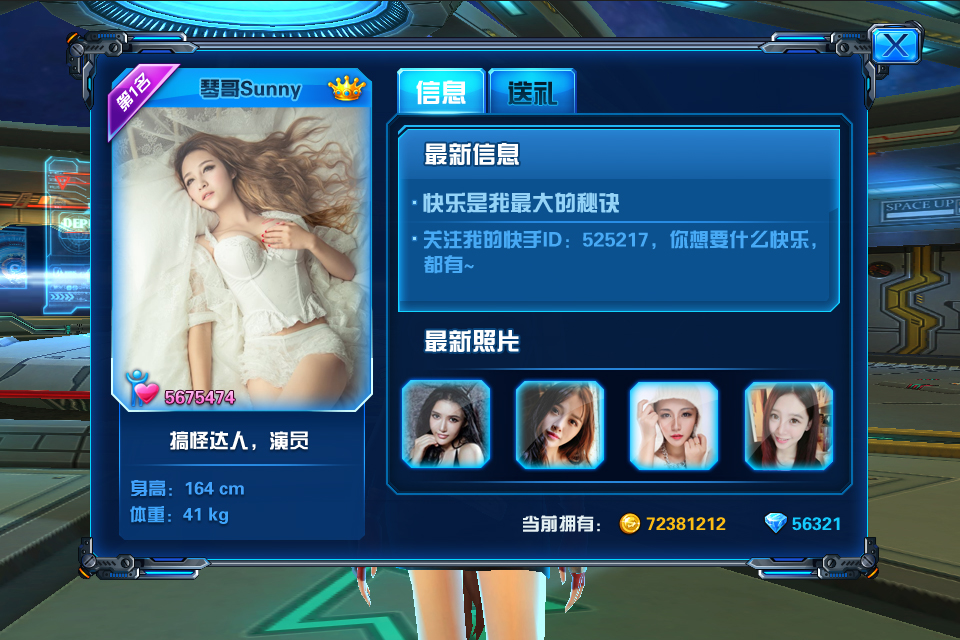 第1名
琴哥Sunny
信息
送礼
最新信息
·快乐是我最大的秘诀
·关注我的快手ID：525217，你想要什么快乐，
都有~
最新照片
5675474
搞怪达人，演员
身高：164 cm
体重：41 kg
当前拥有：
72381212
56321
SPACE UP
DEP